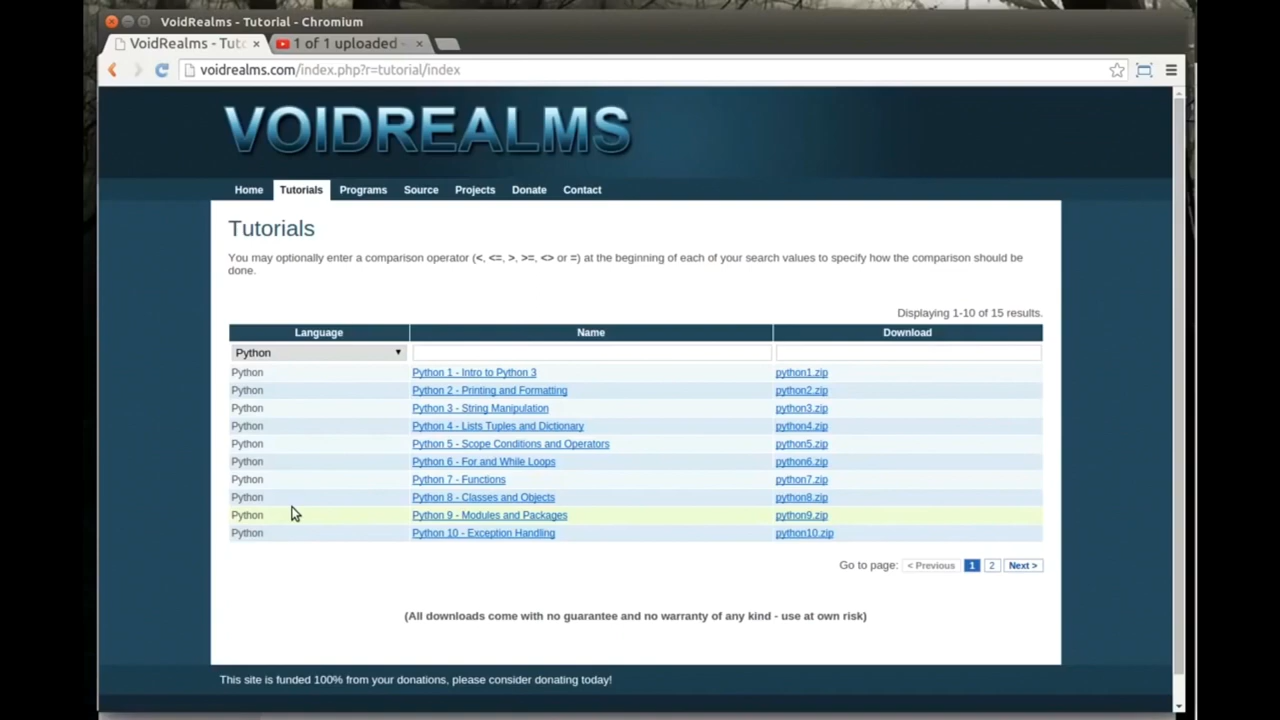 VoidRealms - Tutorial - Chromium
VoidRealms - Tuto
1 of 1 uploaded -
voidrealms.com/index.php?r=tutorial/index
VOIDREALMS
Home Tutorials Programs Source Projects Donate Contact
Tutorials
You may optionally enter a comparison operator (<, <=, >, >=, <> or =) at the beginning of each of your search values to specify how the comparison should be
done.
Displaying 1-10 of 15 results.
Language Name Download
Python
Python Python 1 - Intro to Python 3 python1.zip
Python Python 2 - Printing and Formatting python2.zip
Python Python 3 - String Manipulation python3.zip
Python Python 4 - Lists Tuples and Dictionary python4.zip
Python Python 5 - Scope Conditions and Operators python5.zip
Python Python 6 - For and While Loops python6.zip
Python Python 7 - Functions python7.zip
Python Python 8 - Classes and Objects python8.zip
Python Python 9 - Modules and Packages python9.zip
Python Python 10 - Exception Handling python10.zip
Go to page: < Previous 1 2 Next >
(All downloads come with no guarantee and no warranty of any kind - use at own risk)
This site is funded 100% from your donations, please consider donating today!